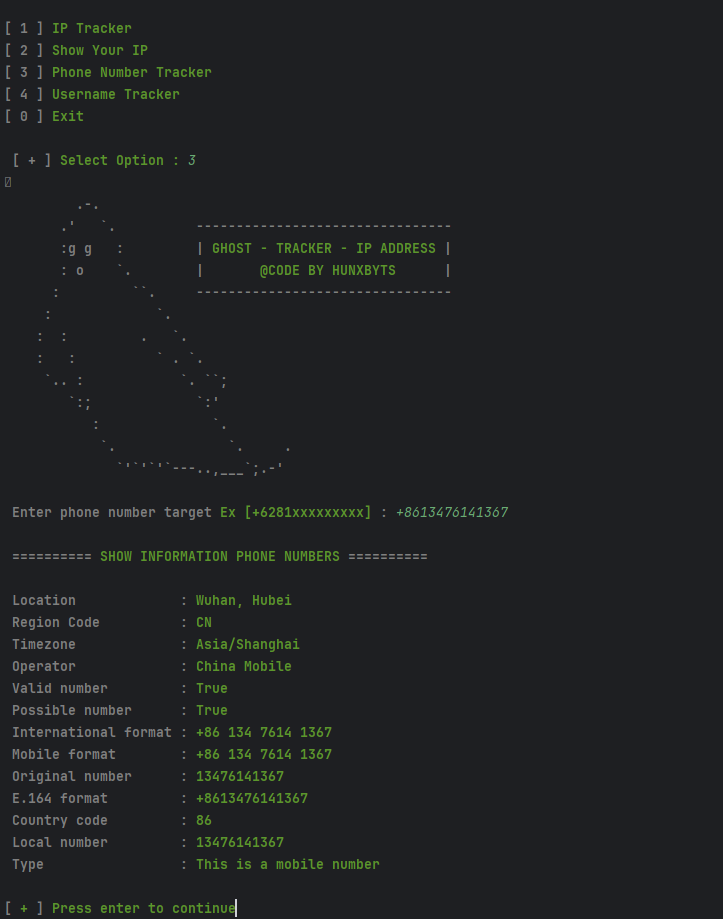 [ 1 ] IP Tracker
[ 2 ] Show Your IP
[ 3 ] Phone Number Tracker
[ 4 ] Username Tracker
[ 0 ] Exit
[ + ] Select Option : 3
          .-.
        .'   `.          --------------------------------
        :g g   :         | GHOST - TRACKER - IP ADDRESS |
        : o    `.        |       @CODE BY HUNXBYTS      |
       :         ``.     --------------------------------
      :             `.
     :  :         .   `.
     :   :          ` . `.
      `.. :            `. ``;
         `:;             `:'
            :              `.
             `.              `.     .
               `'`'`'`---..,___`;.-'
Enter phone number target Ex [+6281xxxxxxxxx] : +8613476141367
========== SHOW INFORMATION PHONE NUMBERS ==========
Location             : Wuhan, Hubei
Region Code          : CN
Timezone             : Asia/Shanghai
Operator             : China Mobile
Valid number         : True
Possible number      : True
International format : +86 134 7614 1367
Mobile format        : +86 134 7614 1367
Original number      : 13476141367
E.164 format         : +8613476141367
Country code         : 86
Local number         : 13476141367
Type                 : This is a mobile number
[ + ] Press enter to continue